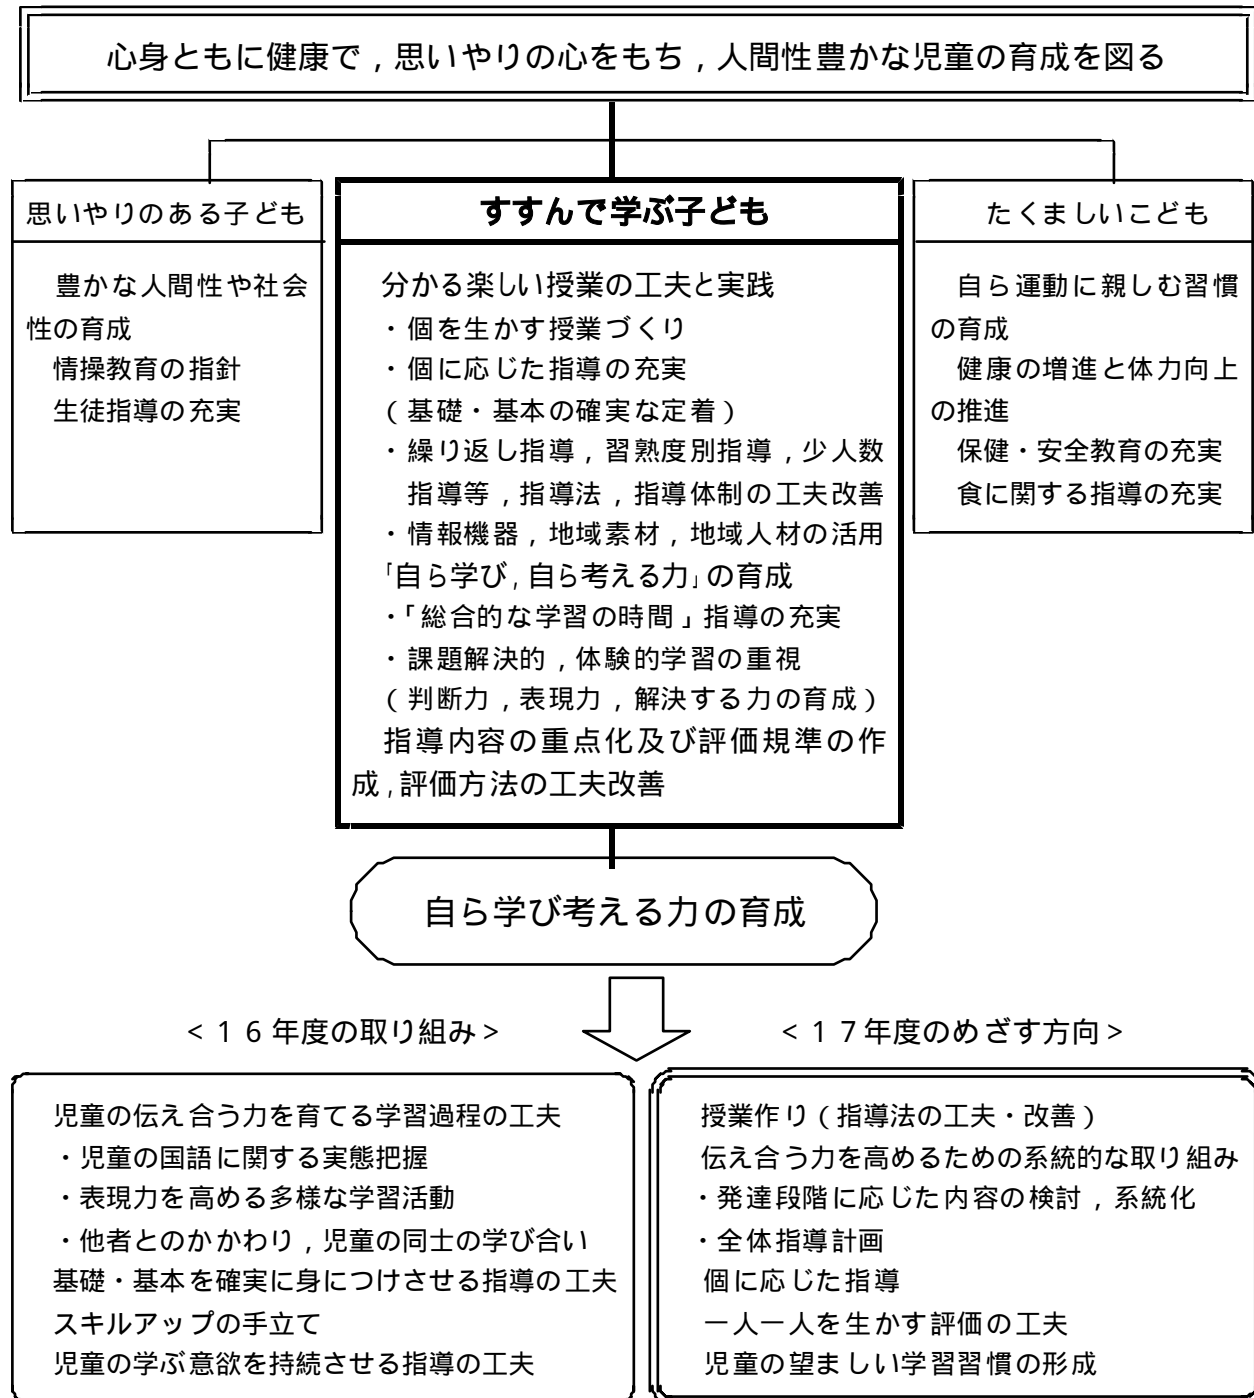 心身ともに健康で，思いやりの心をもち，人間性豊かな児童の育成を図る
思いやりのある子ども
豊かな人間性や社会
性の育成
情操教育の指針
生徒指導の充実
すすんで学ぶ子ども
分かる楽しい授業の工夫と実践
・個を生かす授業づくり
・個に応じた指導の充実
（基礎・基本の確実な定着）
・繰り返し指導，習熟度別指導，少人数
指導等，指導法，指導体制の工夫改善
・情報機器，地域素材，地域人材の活用
「自ら学び，自ら考える力」の育成
・「総合的な学習の時間」指導の充実
・課題解決的，体験的学習の重視
（判断力，表現力，解決する力の育成）
指導内容の重点化及び評価規準の作
成，評価方法の工夫改善
たくましいこども
自ら運動に親しむ習慣
の育成
健康の増進と体力向上
の推進
保健・安全教育の充実
食に関する指導の充実
自ら学び考える力の育成
＜１６年度の取り組み＞
児童の伝え合う力を育てる学習過程の工夫
・児童の国語に関する実態把握
・表現力を高める多様な学習活動
・他者とのかかわり，児童の同士の学び合い
基礎・基本を確実に身につけさせる指導の工夫
スキルアップの手立て
児童の学ぶ意欲を持続させる指導の工夫
＜１７年度のめざす方向＞
授業作り（指導法の工夫・改善）
伝え合う力を高めるための系統的な取り組み
・発達段階に応じた内容の検討，系統化
・全体指導計画
個に応じた指導
一人一人を生かす評価の工夫
児童の望ましい学習習慣の形成